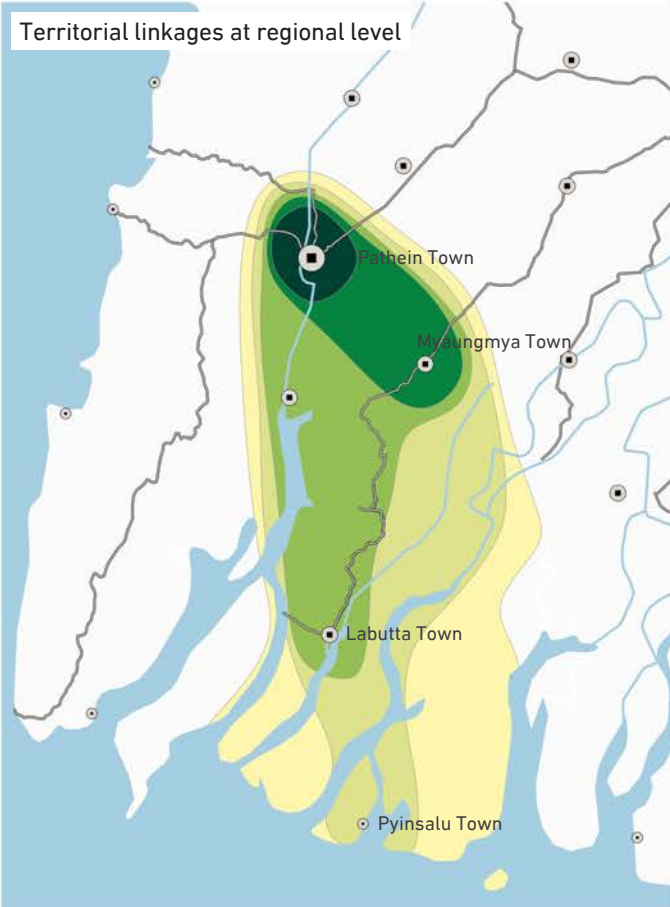 Territorial linkages at regional level
Pathein Town
Myaungmya Town
Labutta Town
Pyinsalu Town